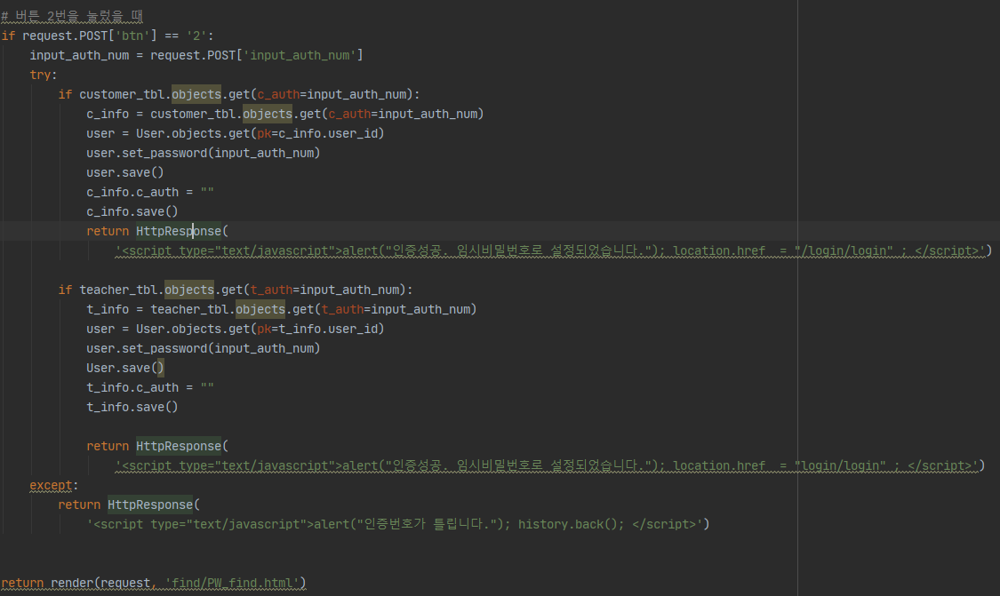 # 버튼 2번을 눌렀을 때
if request.POST['btn'] == '2':
    input_auth_num = request.POST['input_auth_num']
    try:
        if customer_tbl.objects.get(c_auth=input_auth_num):
            c_info = customer_tbl.objects.get(c_auth=input_auth_num)
            user = User.objects.get(pk=c_info.user_id)
            user.set_password(input_auth_num)
            user.save()
            c_info.c_auth = ""
            c_info.save()
            return HttpResponse(
                '<script type="text/javascript">alert("인증성공. 임시비밀번호로 설정되었습니다."); location.href  = "/login/login" ; </script>')
        if teacher_tbl.objects.get(t_auth=input_auth_num):
            t_info = teacher_tbl.objects.get(t_auth=input_auth_num)
            user = User.objects.get(pk=t_info.user_id)
            user.set_password(input_auth_num)
            User.save()
            t_info.c_auth = ""
            t_info.save()
            return HttpResponse(
                '<script type="text/javascript">alert("인증성공. 임시비밀번호로 설정되었습니다."); location.href  = "login/login" ; </script>')
    except:
        return HttpResponse(
            '<script type="text/javascript">alert("인증번호가 틀립니다."); history.back(); </script>')
return render(request, 'find/PW_find.html')